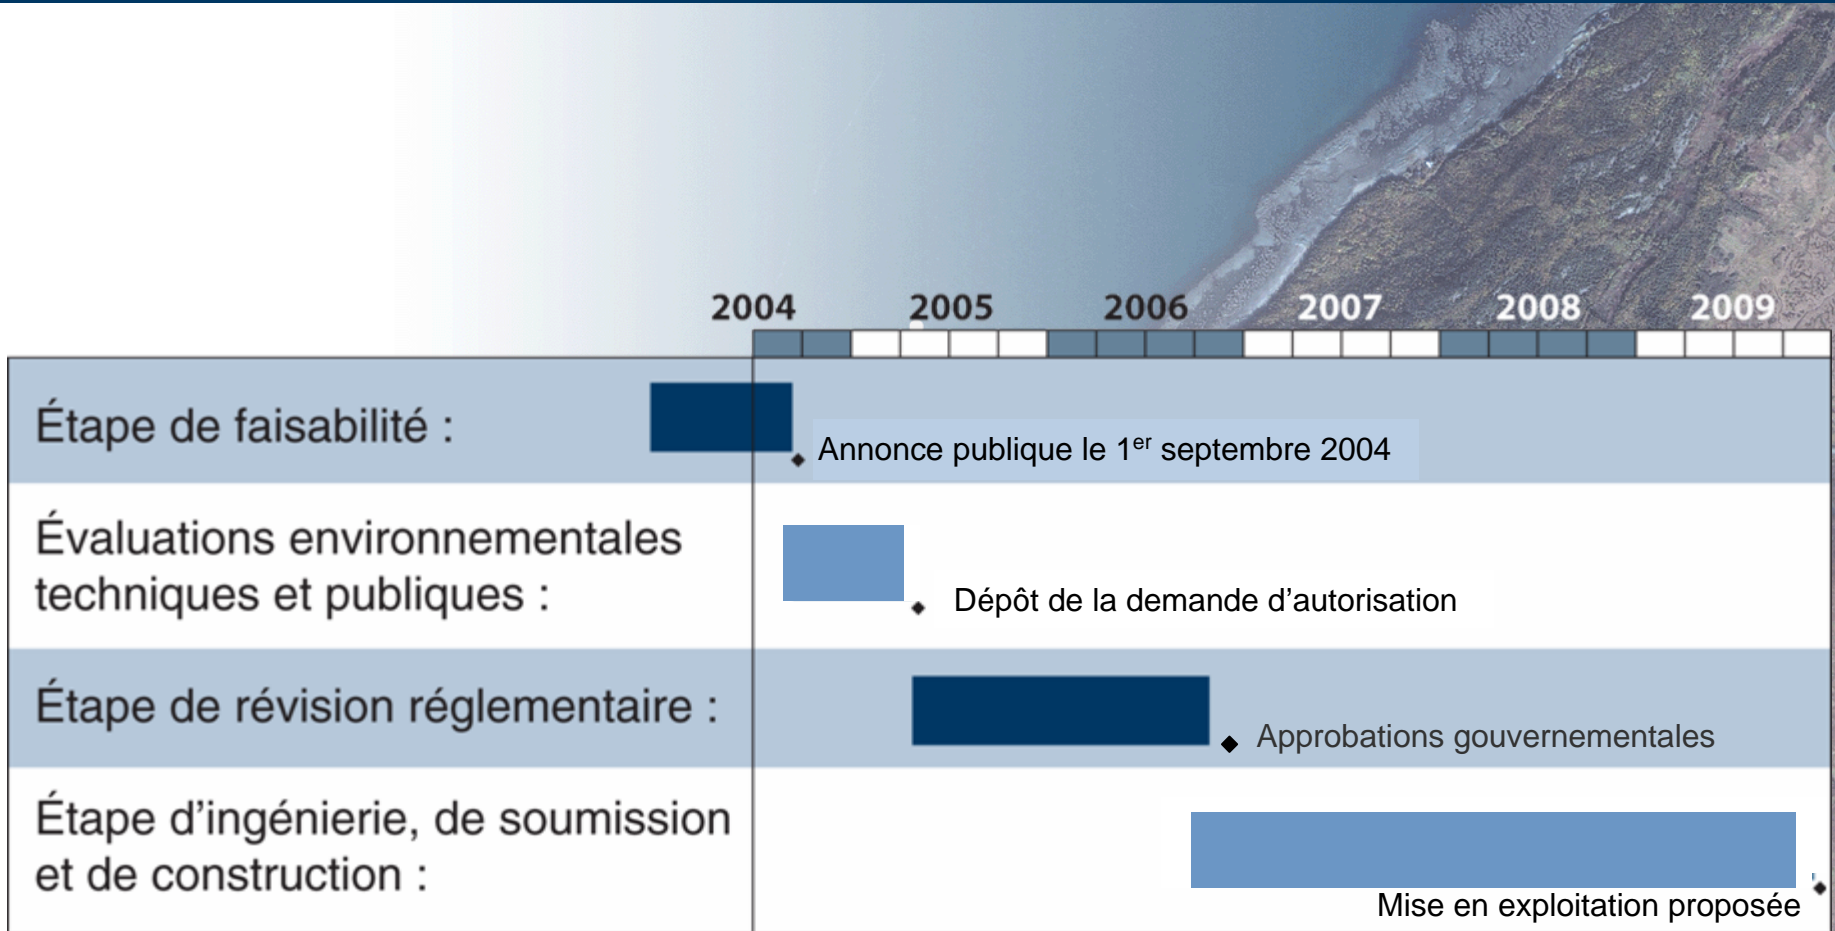 2004 2005 2006 2007 2008 2009
Étape de faisabilité :
Annonce publique le 1er septembre 2004
Évaluations environnementales
techniques et publiques :
Dépôt de la demande d’autorisation
Étape de révision réglementaire :
Approbations gouvernementales
Étape d’ingénierie, de soumission
et de construction :
Mise en exploitation proposée